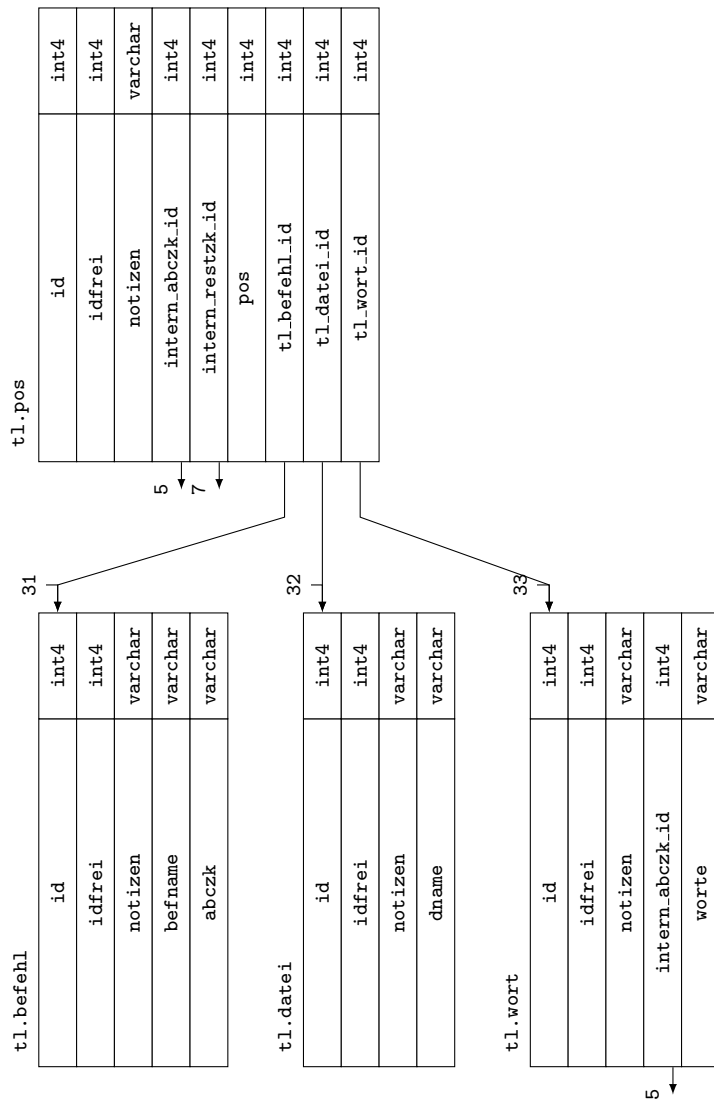 tl.befehl
id int4
idfrei int4
notizen varchar
befname varchar
abczk varchar
31
tl.datei
id int4
idfrei int4
notizen varchar
dname varchar
32
tl.wort
id int4
idfrei int4
notizen varchar
intern_abczk_id int4
worte varchar
33
5
tl.pos
id int4
idfrei int4
notizen varchar
intern_abczk_id int4
intern_restzk_id int4
pos int4
tl_befehl_id int4
tl_datei_id int4
tl_wort_id int4
5
7